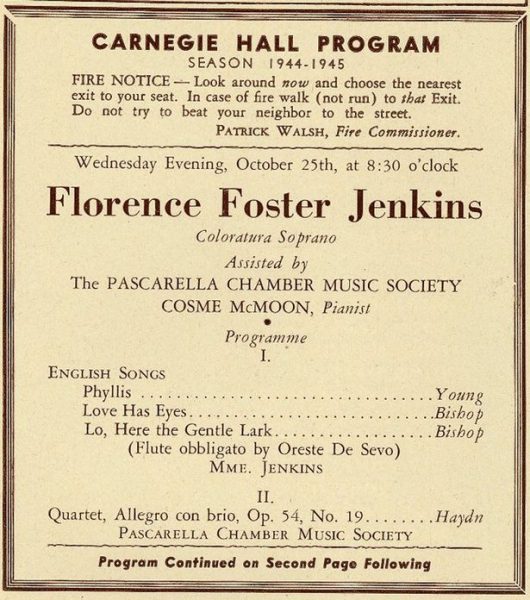 CARNEGIE HALL PROGRAM
SEASON 1944-1945
FIRE NOTICE — Look around now and choose the nearest
exit to your seat. In case of fire walk (not run) to that Exit.
Do not try to beat your neighbor to the street.
PATRICK WALSH, Fire Commissioner.
Wednesday Evening, October 25th, at 8:30 o'clock
Florence Foster Jenkins
Coloratura Soprano
Assisted by
The PASCARELLA CHAMBER MUSIC SOCIETY
COSME McMOON, Pianist
Programme
I.
ENGLISH SONGS
Phyllis ................................Young
Love Has Eyes..........................Bishop
Lo, Here the Gentle Lark................Bishop
(Flute obbligato by Oreste De Sevo)
MME. JENKINS
II.
Quartet, Allegro con brio, Op. 54, No. 19........Haydn
PASCARELLA CHAMBER MUSIC SOCIETY
Program Continued on Second Page Following